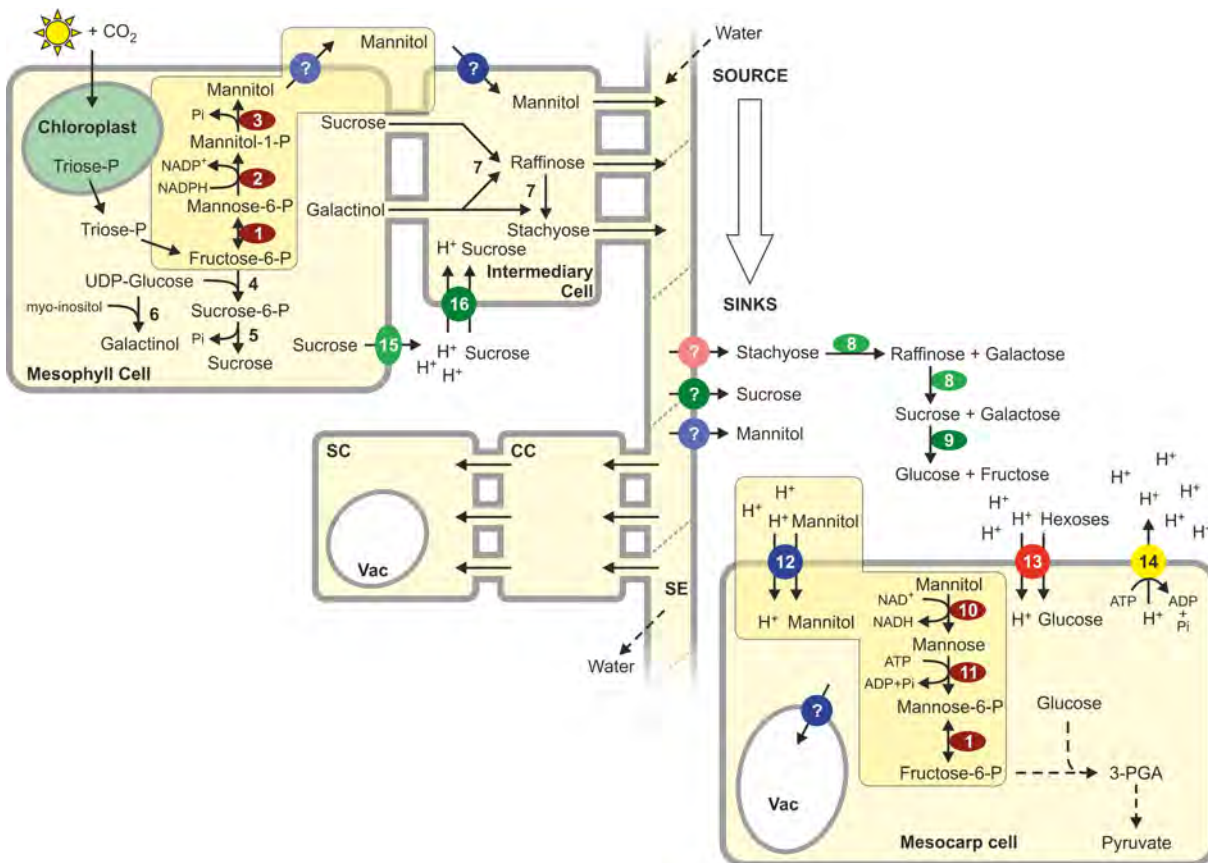 + CO2
Chloroplast
Triose-P
Triose-P
Mannitol
Pi
3
Mannitol-1-P
NADP+
NADPH
2
Mannose-6-P
1
Fructose-6-P
UDP-Glucose
4
myo-inositol
6
Sucrose-6-P
Pi
5
Galactinol
Sucrose
Mesophyll Cell
?
Mannitol
?
Mannitol
Sucrose
Raffinose
7
7
Galactinol
Stachyose
H+ Sucrose
Intermediary
Cell
16
Sucrose
15
H+
H+
H+
Sucrose
Water
SOURCE
SINKS
?
Stachyose
8
Raffinose + Galactose
8
?
Sucrose
Sucrose + Galactose
?
Mannitol
9
Glucose + Fructose
SC
CC
Vac
SE
Water
H+
H+
H+ Mannitol
12
H+ Mannitol
Mannitol
NAD+
NADH
10
Mannose
ATP
ADP+Pi
11
Mannose-6-P
1
Fructose-6-P
H+
H+
H+ Hexoses
13
H+ Glucose
H+
H+
H+
H+
H+
H+
14
ATP
H+
ADP
+
Pi
?
Vac
Glucose
3-PGA
Pyruvate
Mesocarp cell